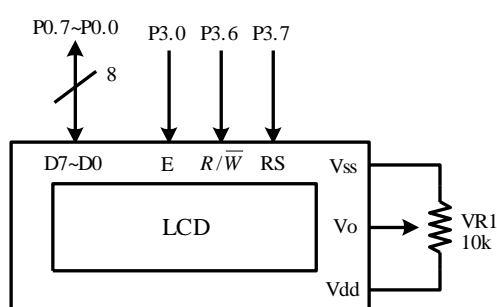 P0.7~P0.0 P3.0 P3.6 P3.7
8
D7~D0 E R/W̅ RS Vss
LCD Vo VR1
10k
Vdd